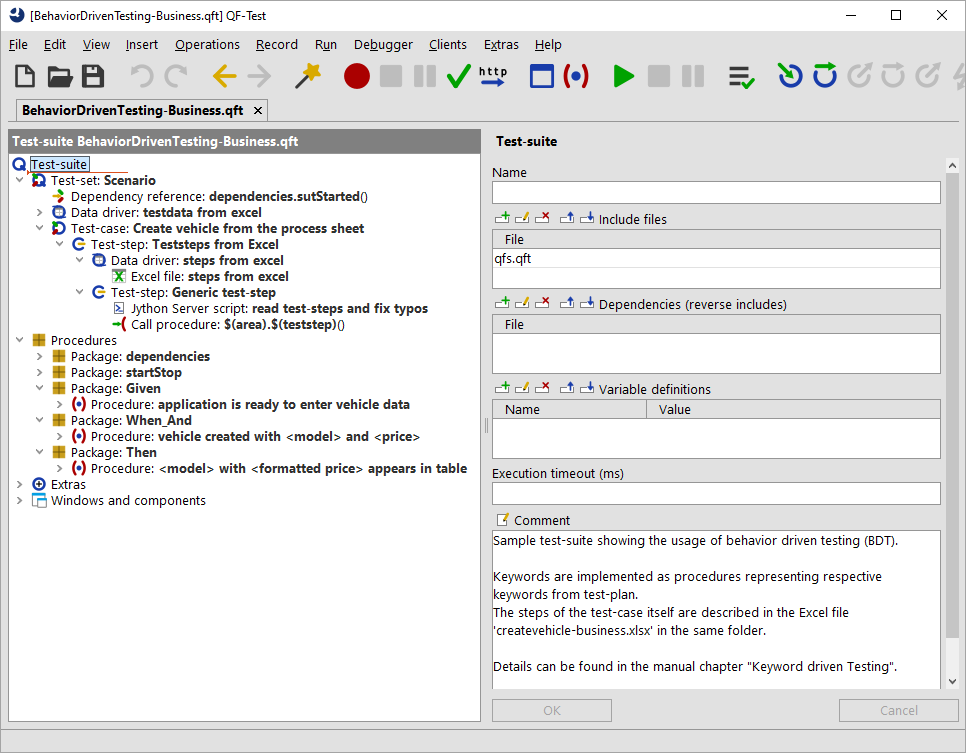 [BehaviorDrivenTesting-Business.qft] QF-Test
File Edit View Insert Operations Record Run Debugger Clients Extras Help
http
BehaviorDrivenTesting-Business.qft
Test-suite BehaviorDrivenTesting-Business.qft
Test-suite
Test-set: Scenario
Dependency reference: dependencies.sutStarted()
Data driver: testdata from excel
Test-case: Create vehicle from the process sheet
Test-step: Teststeps from Excel
Data driver: steps from excel
Excel file: steps from excel
Test-step: Generic test-step
Jython Server script: read test-steps and fix typos
Call procedure: $(area).$(teststep)()
Procedures
Package: dependencies
Package: startStop
Package: Given
Procedure: application is ready to enter vehicle data
Package: When_And
Procedure: vehicle created with <model> and <price>
Package: Then
Procedure: <model> with <formatted price> appears in table
Extras
Windows and components
Test-suite
Name
Include files
File
qfs.qft
Dependencies (reverse includes)
File
Variable definitions
Name Value
Execution timeout (ms)
Comment
Sample test-suite showing the usage of behavior driven testing (BDT).
Keywords are implemented as procedures representing respective
keywords from test-plan.
The steps of the test-case itself are described in the Excel file
'createvehicle-business.xlsx' in the same folder.
Details can be found in the manual chapter "Keyword driven Testing".
OK Cancel